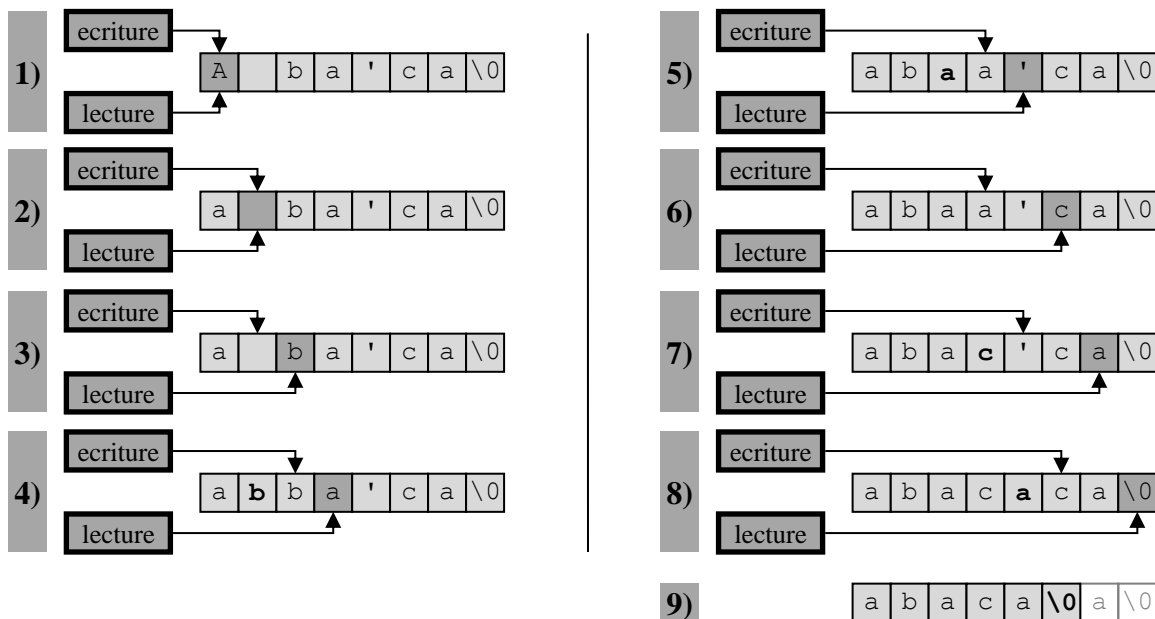 1)
ecriture
A b a ' c a \0
lecture
2)
ecriture
a b a ' c a \0
lecture
3)
ecriture
a b a ' c a \0
lecture
4)
ecriture
a b b a ' c a \0
lecture
5)
ecriture
a b a a ' c a \0
lecture
6)
ecriture
a b a a ' c a \0
lecture
7)
ecriture
a b a c ' c a \0
lecture
8)
ecriture
a b a c a c a \0
lecture
9)
a b a c a \0 a \0